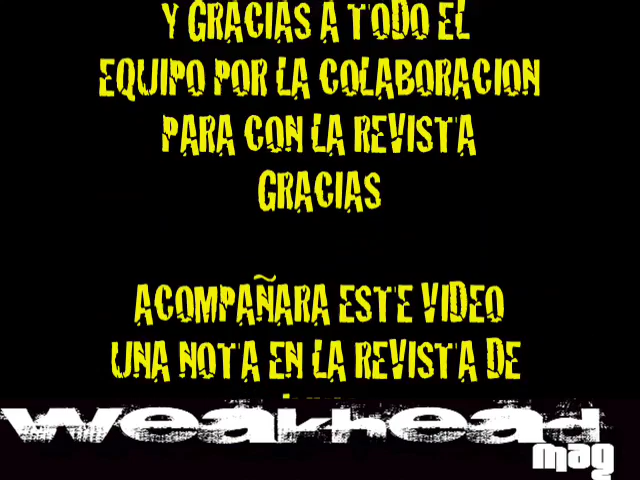 Y GRACIAS A TODO EL
EQUIPO POR LA COLABORACION
PARA CON LA REVISTA
GRACIAS
ACOMPAÑARA ESTE VIDEO
UNA NOTA EN LA REVISTA DE
weakhead
mag